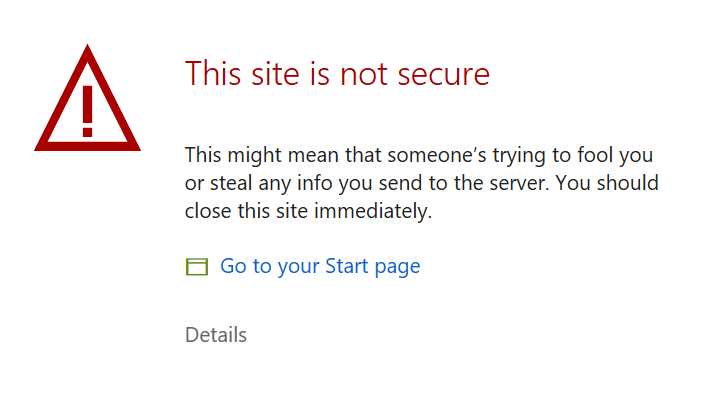 This site is not secure
This might mean that someone’s trying to fool you
or steal any info you send to the server. You should
close this site immediately.
Go to your Start page
Details